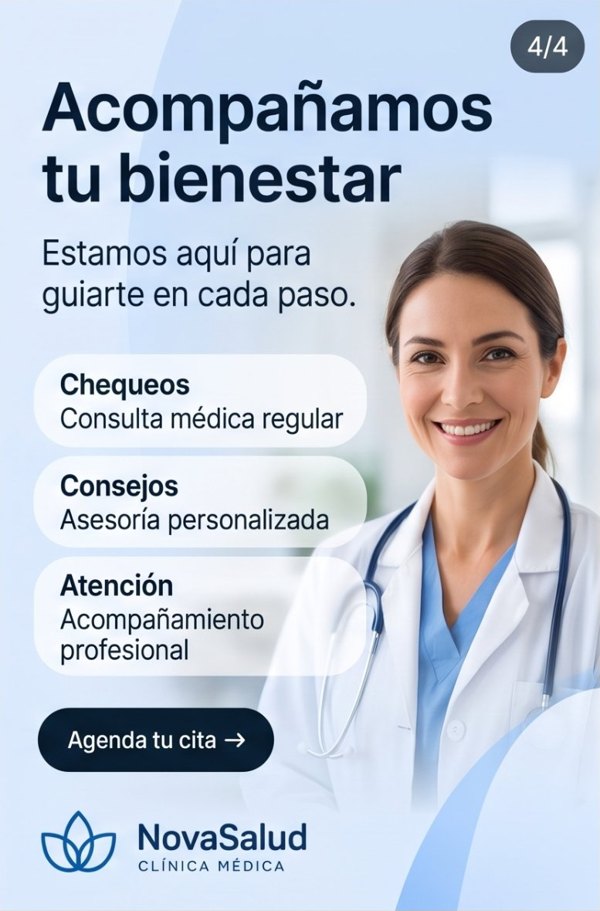 4/4
Acompañamos
tu bienestar
Estamos aquí para
guiarte en cada paso.
Chequeos
Consulta médica regular
Consejos
Asesoría personalizada
Atención
Acompañamiento
profesional
Agenda tu cita →
NovaSalud
CLÍNICA MÉDICA